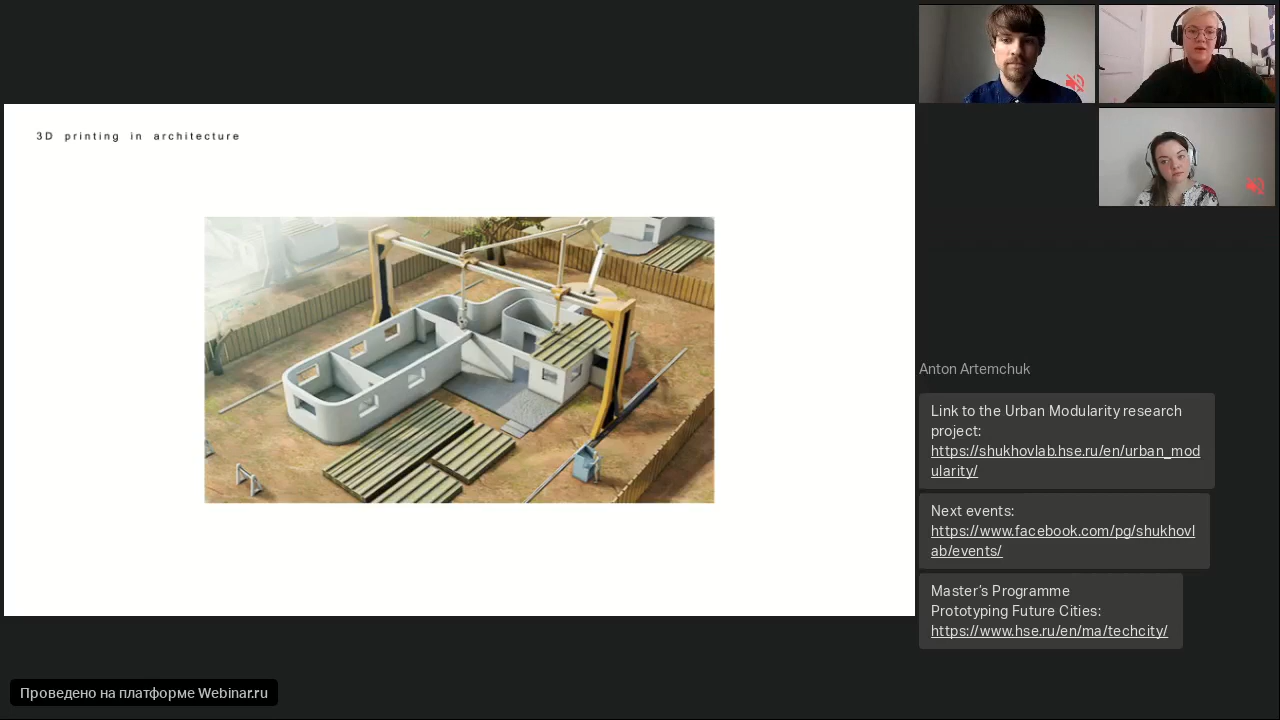 3D printing in architecture
Anton Artemchuk
Link to the Urban Modularity research
project:
https://shukhovlab.hse.ru/en/urban_mod
ularity/
Next events:
https://www.facebook.com/pg/shukhovl
ab/events/
Master's Programme
Prototyping Future Cities:
https://www.hse.ru/en/ma/techcity/
Проведено на платформе Webinar.ru